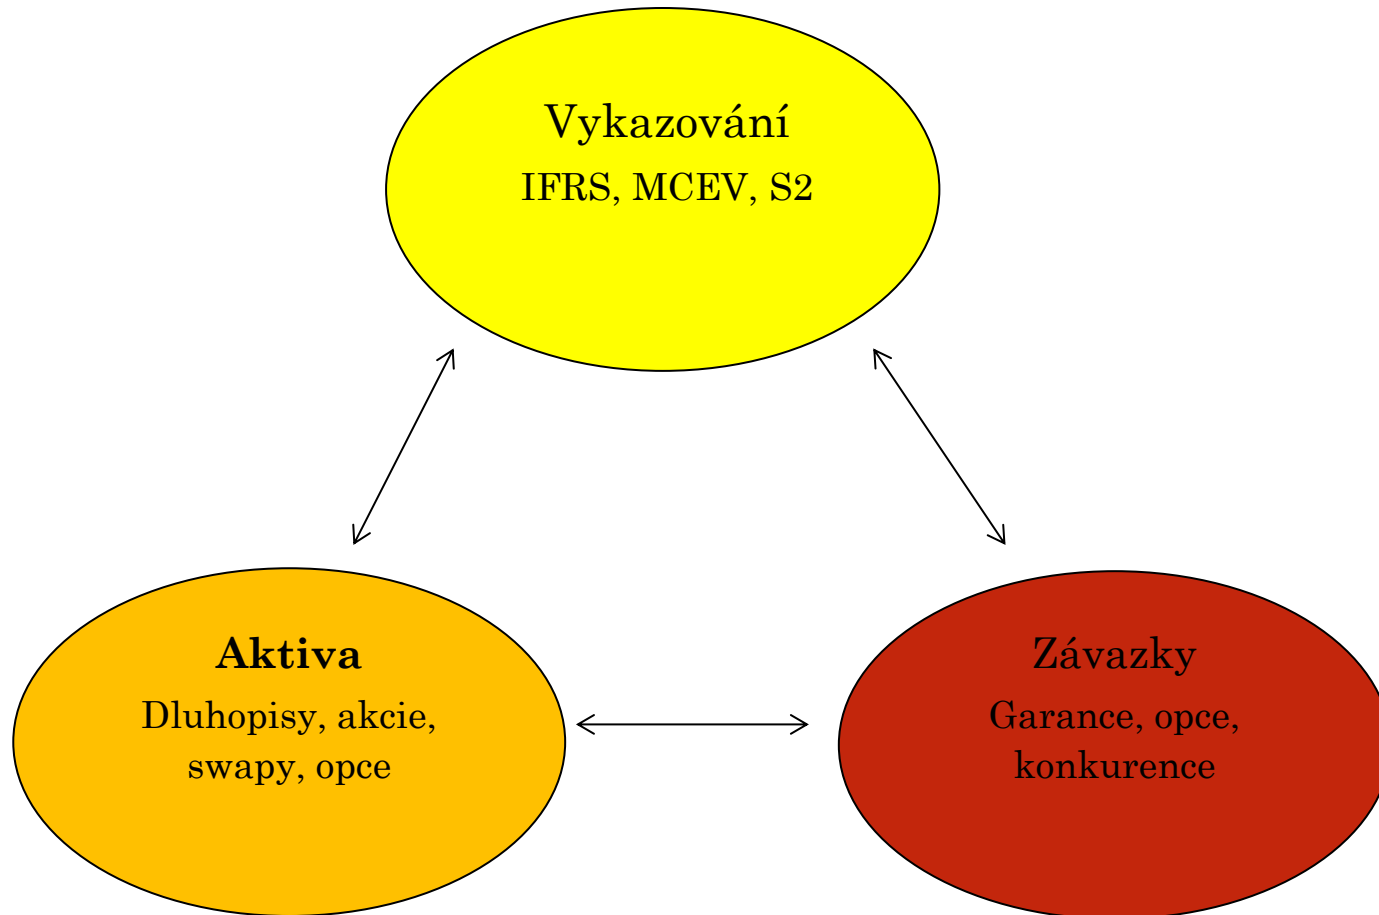 Vykazování
IFRS, MCEV, S2
Aktiva
Dluhopisy, akcie,
swapy, opce
Závazky
Garance, opce,
konkurence